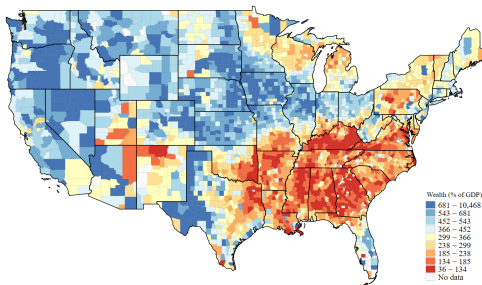 Wealth (% of GDP)
681 – 10,468
543 – 681
452 – 543
366 – 452
299 – 366
238 – 299
185 – 238
134 – 185
36 – 134
No data